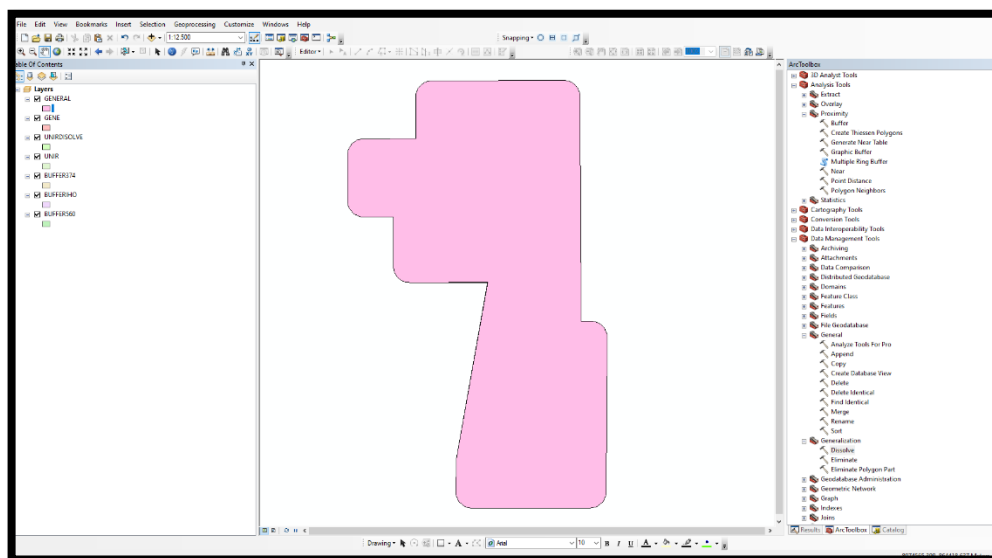 File Edit View Bookmarks Insert Selection Geoprocessing Customize Windows Help
1:12.500
Snapping
Editor
Table Of Contents
Layers
GENERAL
GENE
UNIRDISOLVE
UNIR
BUFFER374
BUFFERIHO
BUFFER560
ArcToolbox
3D Analyst Tools
Analysis Tools
Extract
Overlay
Proximity
Buffer
Create Thiessen Polygons
Generate Near Table
Graphic Buffer
Multiple Ring Buffer
Near
Point Distance
Polygon Neighbors
Statistics
Cartography Tools
Conversion Tools
Data Interoperability Tools
Data Management Tools
Archiving
Attachments
Data Comparison
Distributed Geodatabase
Domains
Feature Class
Features
Fields
File Geodatabase
General
Analyze Tools For Pro
Append
Copy
Create Database View
Delete
Delete Identical
Find Identical
Merge
Rename
Sort
Generalization
Dissolve
Eliminate
Eliminate Polygon Part
Geodatabase Administration
Geometric Network
Graph
Indexes
Joins
Results ArcToolbox Catalog
Drawing A Arial 10 B I U A